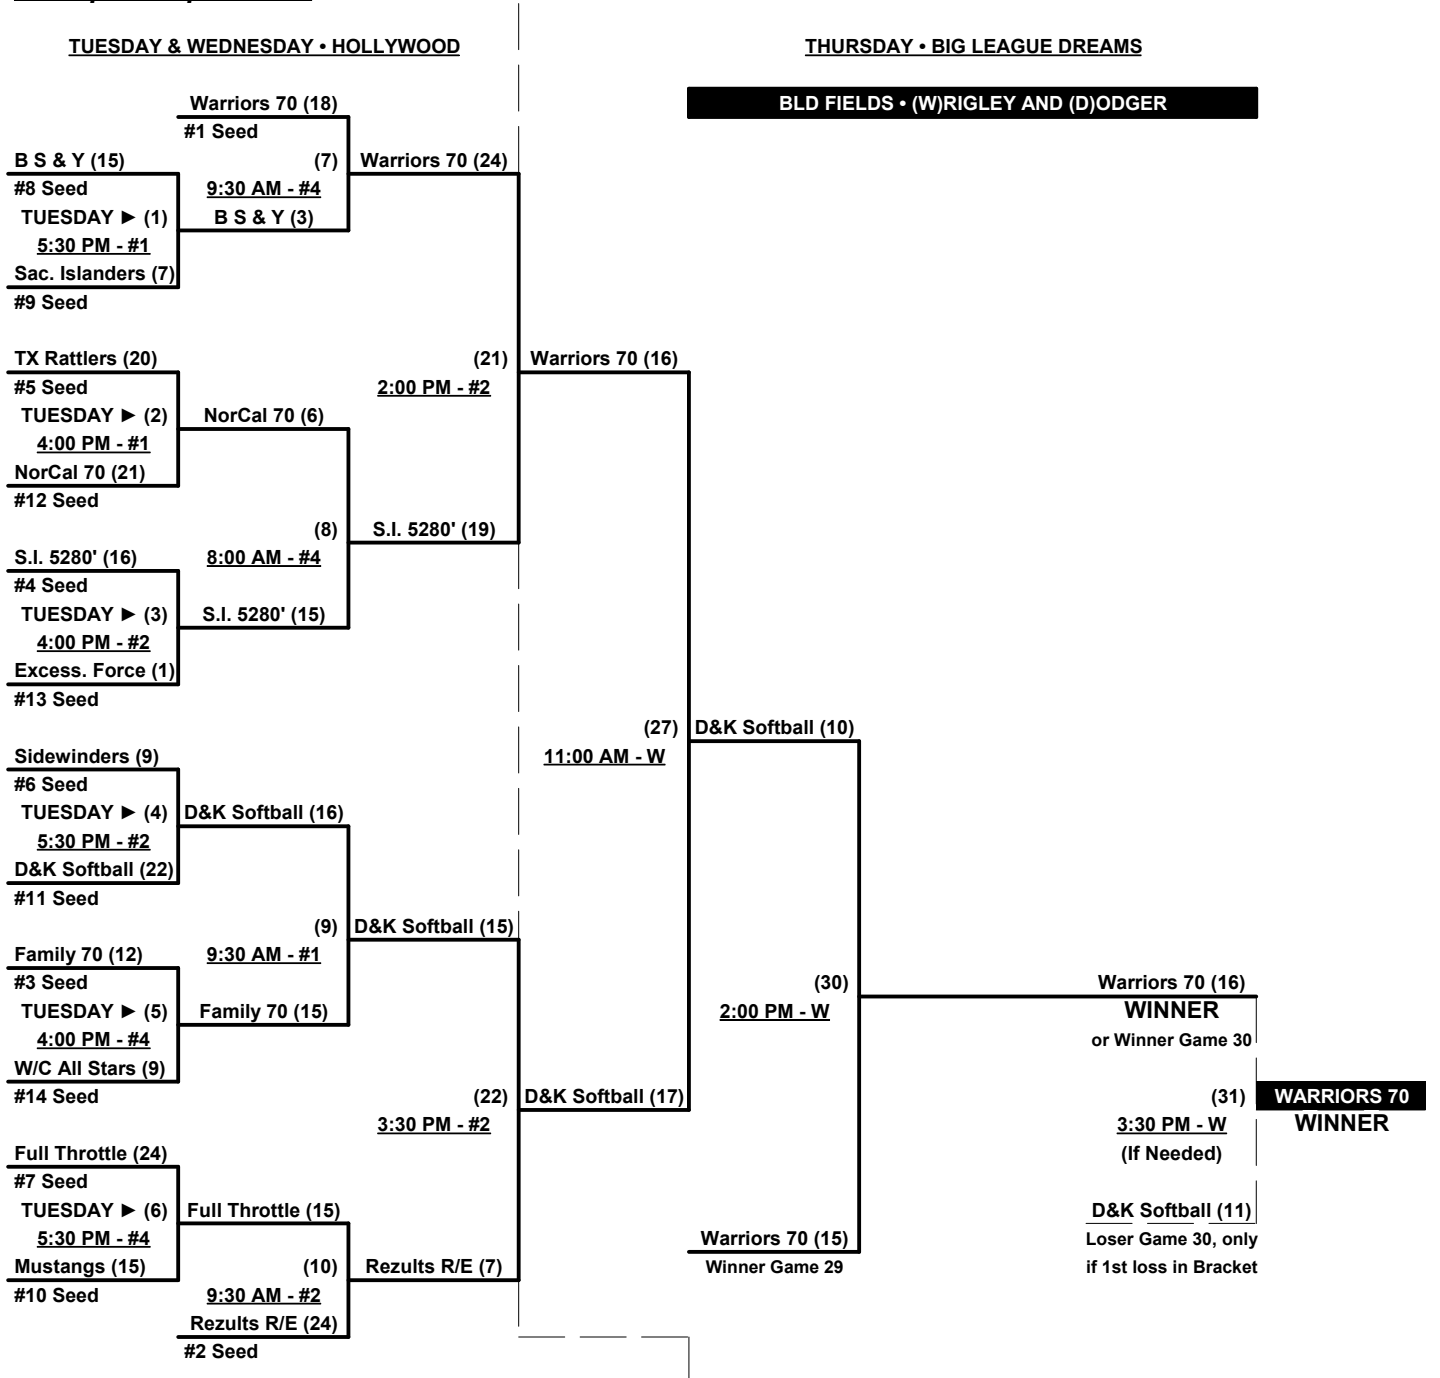 TUESDAY & WEDNESDAY • HOLLYWOOD
THURSDAY • BIG LEAGUE DREAMS
BLD FIELDS • (W)RIGLEY AND (D)ODGER
Warriors 70 (18)
#1 Seed
B S & Y (15)
(7)
Warriors 70 (24)
#8 Seed
9:30 AM - #4
TUESDAY ► (1)
B S & Y (3)
5:30 PM - #1
Sac. Islanders (7)
#9 Seed
TX Rattlers (20)
(21)
Warriors 70 (16)
#5 Seed
2:00 PM - #2
TUESDAY ► (2)
NorCal 70 (6)
4:00 PM - #1
NorCal 70 (21)
#12 Seed
(8)
S.I. 5280' (19)
S.I. 5280' (16)
8:00 AM - #4
#4 Seed
TUESDAY ► (3)
S.I. 5280' (15)
4:00 PM - #2
Excess. Force (1)
#13 Seed
(27)
D&K Softball (10)
Sidewinders (9)
11:00 AM - W
#6 Seed
TUESDAY ► (4)
D&K Softball (16)
5:30 PM - #2
D&K Softball (22)
#11 Seed
(9)
D&K Softball (15)
Family 70 (12)
9:30 AM - #1
#3 Seed
(30)
Warriors 70 (16)
TUESDAY ► (5)
Family 70 (15)
2:00 PM - W
WINNER
4:00 PM - #4
or Winner Game 30
W/C All Stars (9)
#14 Seed
(22)
D&K Softball (17)
(31)
WARRIORS 70
3:30 PM - #2
3:30 PM - W
WINNER
Full Throttle (24)
(If Needed)
#7 Seed
TUESDAY ► (6)
Full Throttle (15)
D&K Softball (11)
5:30 PM - #4
Warriors 70 (15)
Loser Game 30, only
Mustangs (15)
(10)
Rezults R/E (7)
Winner Game 29
if 1st loss in Bracket
#10 Seed
9:30 AM - #2
Rezults R/E (24)
#2 Seed